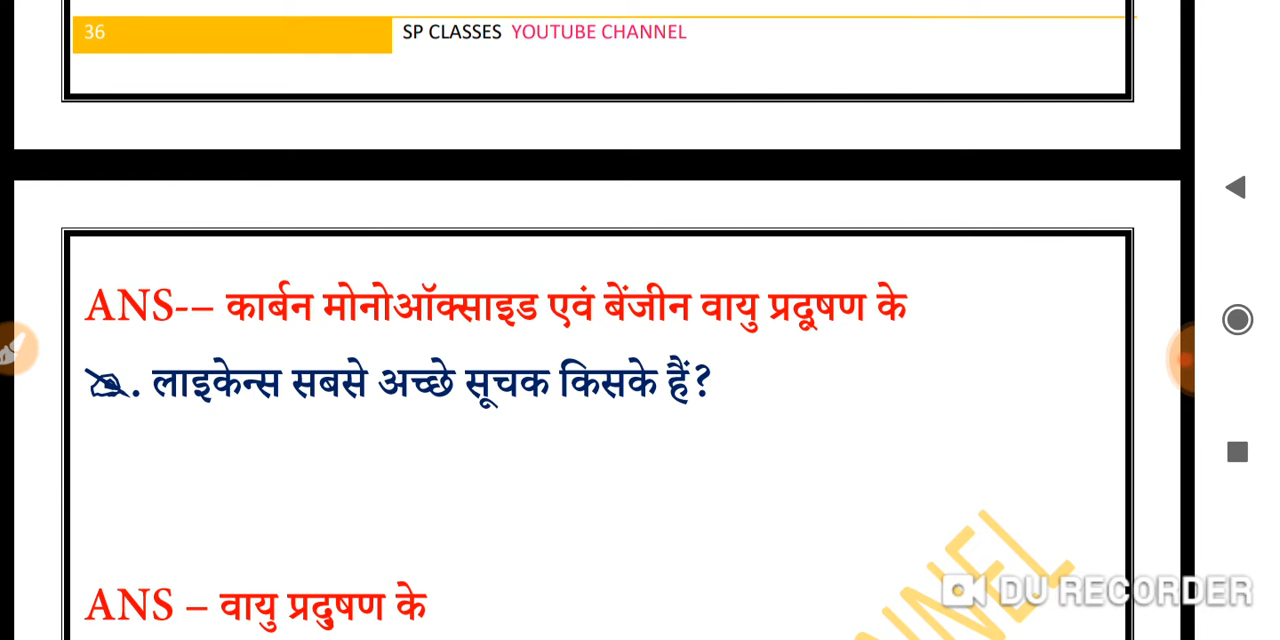 36
SP CLASSES YOUTUBE CHANNEL
ANS-– कार्बन मोनोऑक्साइड एवं बेंजीन वायु प्रदूषण के
. लाइकेन्स सबसे अच्छे सूचक किसके हैं?
ANS – वायु प्रदुषण के
NNEL
DU RECORDER